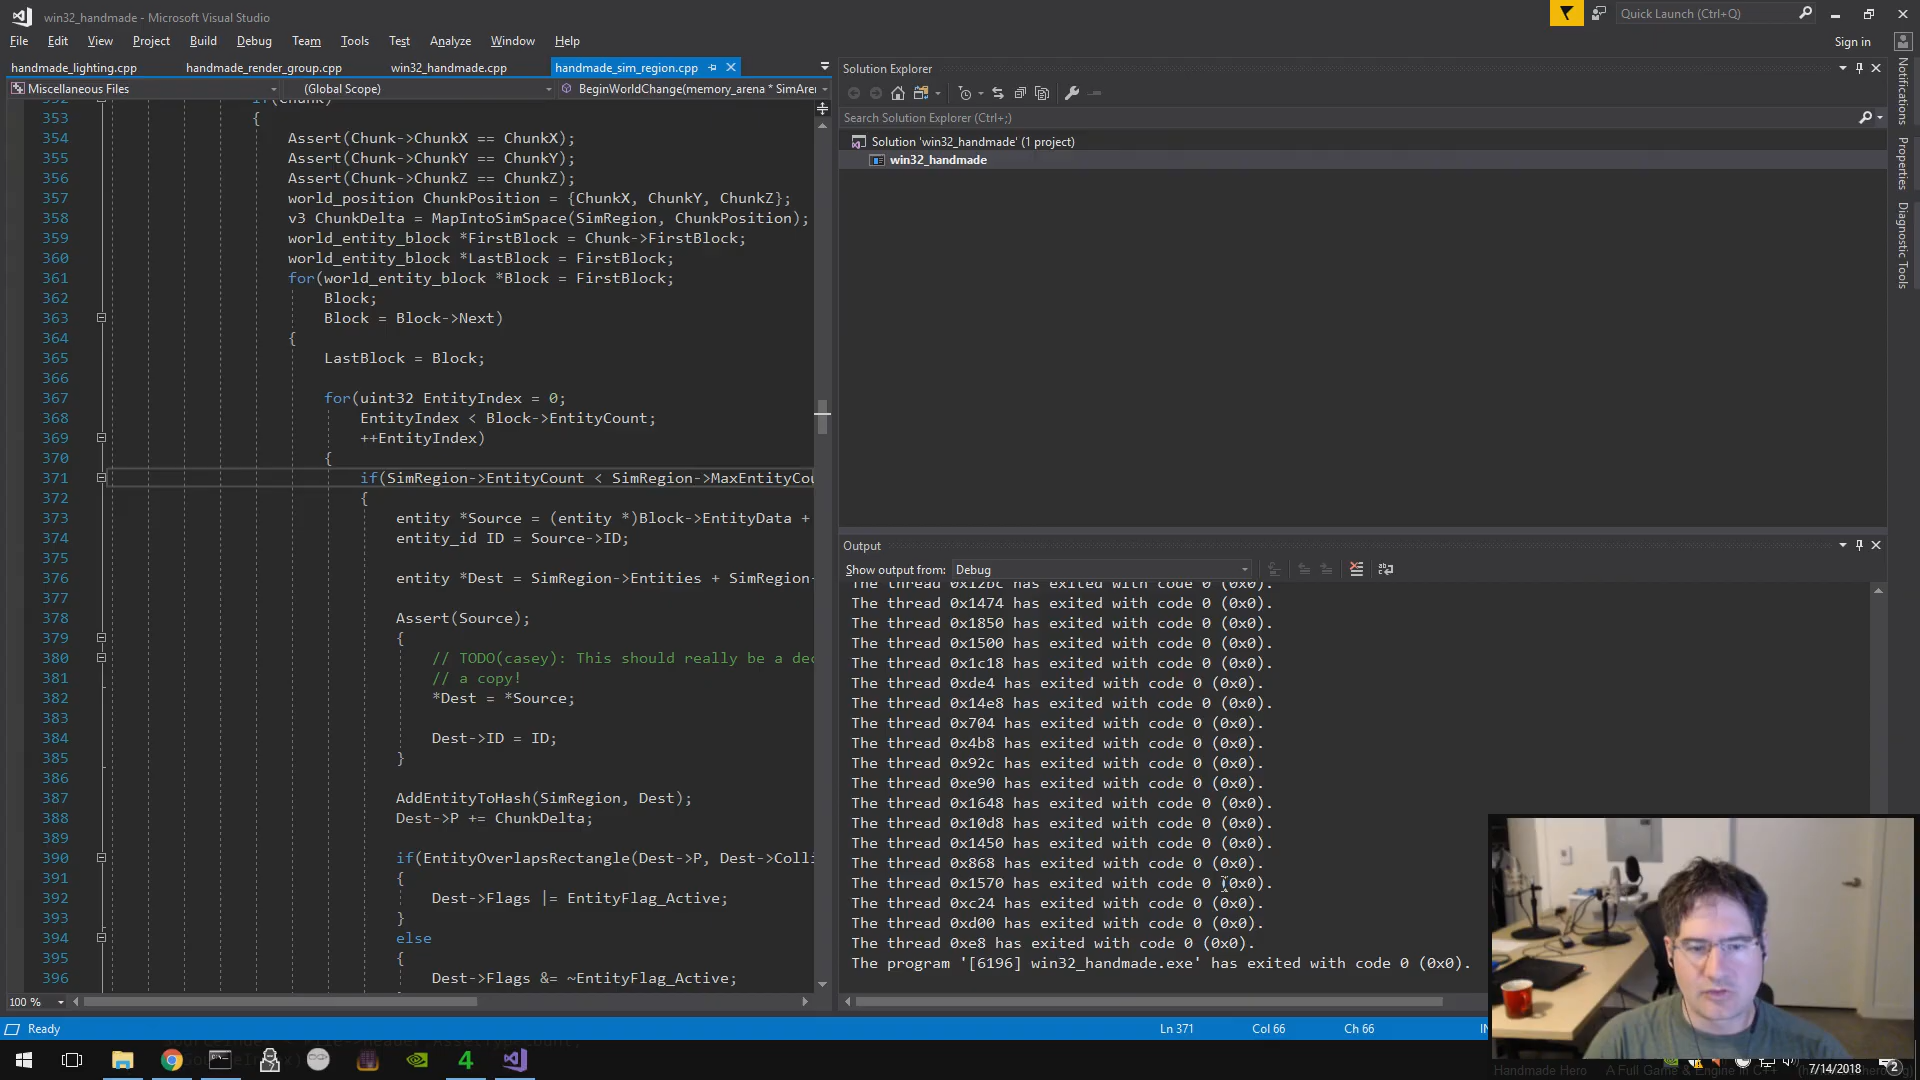 win32_handmade - Microsoft Visual Studio
Quick Launch (Ctrl+Q)
File Edit View Project Build Debug Team Tools Test Analyze Window Help
Sign in
handmade_lighting.cpp handmade_render_group.cpp win32_handmade.cpp handmade_sim_region.cpp
Miscellaneous Files (Global Scope) BeginWorldChange(memory_arena * SimAre
353 {
354 Assert(Chunk->ChunkX == ChunkX);
355 Assert(Chunk->ChunkY == ChunkY);
356 Assert(Chunk->ChunkZ == ChunkZ);
357 world_position ChunkPosition = {ChunkX, ChunkY, ChunkZ};
358 v3 ChunkDelta = MapIntoSimSpace(SimRegion, ChunkPosition);
359 world_entity_block *FirstBlock = Chunk->FirstBlock;
360 world_entity_block *LastBlock = FirstBlock;
361 for(world_entity_block *Block = FirstBlock;
362 Block;
363 Block = Block->Next)
364 {
365 LastBlock = Block;
366
367 for(uint32 EntityIndex = 0;
368 EntityIndex < Block->EntityCount;
369 ++EntityIndex)
370 {
371 if(SimRegion->EntityCount < SimRegion->MaxEntityCou
372 {
373 entity *Source = (entity *)Block->EntityData +
374 entity_id ID = Source->ID;
375
376 entity *Dest = SimRegion->Entities + SimRegion-
377
378 Assert(Source);
379 {
380 // TODO(casey): This should really be a dec
381 // a copy!
382 *Dest = *Source;
383
384 Dest->ID = ID;
385 }
386
387 AddEntityToHash(SimRegion, Dest);
388 Dest->P += ChunkDelta;
389
390 if(EntityOverlapsRectangle(Dest->P, Dest->Colli
391 {
392 Dest->Flags |= EntityFlag_Active;
393 }
394 else
395 {
396 Dest->Flags &= ~EntityFlag_Active;
100 %
Solution Explorer
Search Solution Explorer (Ctrl+;)
Solution 'win32_handmade' (1 project)
win32_handmade
Notifications
Properties
Diagnostic Tools
Output
Show output from: Debug
The thread 0x12bc has exited with code 0 (0x0).
The thread 0x1474 has exited with code 0 (0x0).
The thread 0x1850 has exited with code 0 (0x0).
The thread 0x1500 has exited with code 0 (0x0).
The thread 0x1c18 has exited with code 0 (0x0).
The thread 0xde4 has exited with code 0 (0x0).
The thread 0x14e8 has exited with code 0 (0x0).
The thread 0x704 has exited with code 0 (0x0).
The thread 0x4b8 has exited with code 0 (0x0).
The thread 0x92c has exited with code 0 (0x0).
The thread 0xe90 has exited with code 0 (0x0).
The thread 0x1648 has exited with code 0 (0x0).
The thread 0x10d8 has exited with code 0 (0x0).
The thread 0x1450 has exited with code 0 (0x0).
The thread 0x868 has exited with code 0 (0x0).
The thread 0x1570 has exited with code 0 (0x0).
The thread 0xc24 has exited with code 0 (0x0).
The thread 0xd00 has exited with code 0 (0x0).
The thread 0xe8 has exited with code 0 (0x0).
The program '[6196] win32_handmade.exe' has exited with code 0 (0x0).
Ready Ln 371 Col 66 Ch 66
4
7/14/2018
2
Handmade Hero A Full Game & Engine in C++